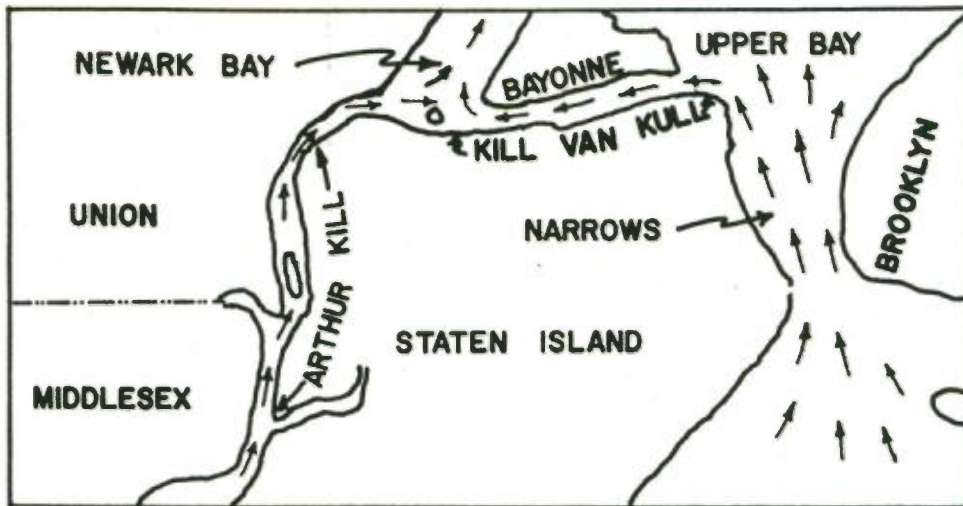 NEWARK BAY
UPPER BAY
BAYONNE
KILL VAN KULL
UNION
ARTHUR KILL
NARROWS
BROOKLYN
STATEN ISLAND
MIDDLESEX